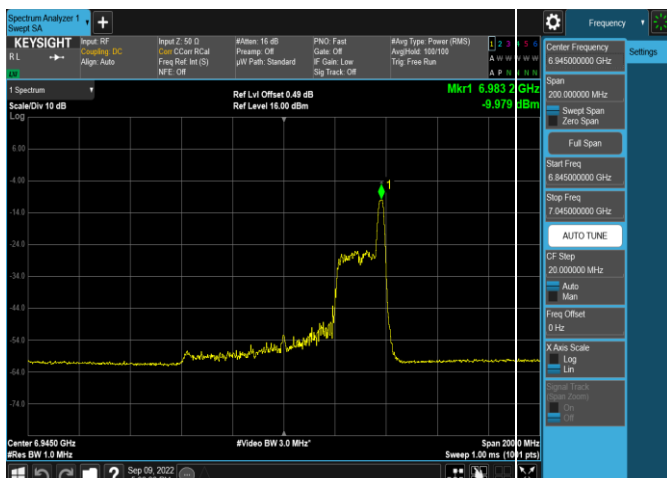 Spectrum Analyzer 1
Swept SA
+
Frequency
KEYSIGHT
RL
Input: RF
Coupling: DC
Align: Auto
Input Z: 50 Ω
Corr CCorr RCal
Freq Ref: Int (S)
NFE: Off
#Atten: 16 dB
Preamp: Off
µW Path: Standard
PNO: Fast
Gate: Off
IF Gain: Low
Sig Track: Off
#Avg Type: Power (RMS)
Avg|Hold: 100/100
Trig: Free Run
1 2 3 4 5 6
A W W W W W
A P N N N N
Settings
Center Frequency
6.945000000 GHz
Span
200.000000 MHz
Swept Span
Zero Span
Full Span
Start Freq
6.845000000 GHz
Stop Freq
7.045000000 GHz
AUTO TUNE
CF Step
20.000000 MHz
Auto
Man
Freq Offset
0 Hz
X Axis Scale
Log
Lin
Signal Track
(Span Zoom)
On
Off
1 Spectrum
Scale/Div 10 dB
Log
Ref Lvl Offset 0.49 dB
Ref Level 16.00 dBm
Mkr1 6.983 2 GHz
-9.979 dBm
6.00
-4.00
-14.0
-24.0
-34.0
-44.0
-54.0
-64.0
-74.0
1
Center 6.9450 GHz
#Res BW 1.0 MHz
#Video BW 3.0 MHz*
Span 200.0 MHz
Sweep 1.00 ms (1001 pts)
?
Sep 09, 2022